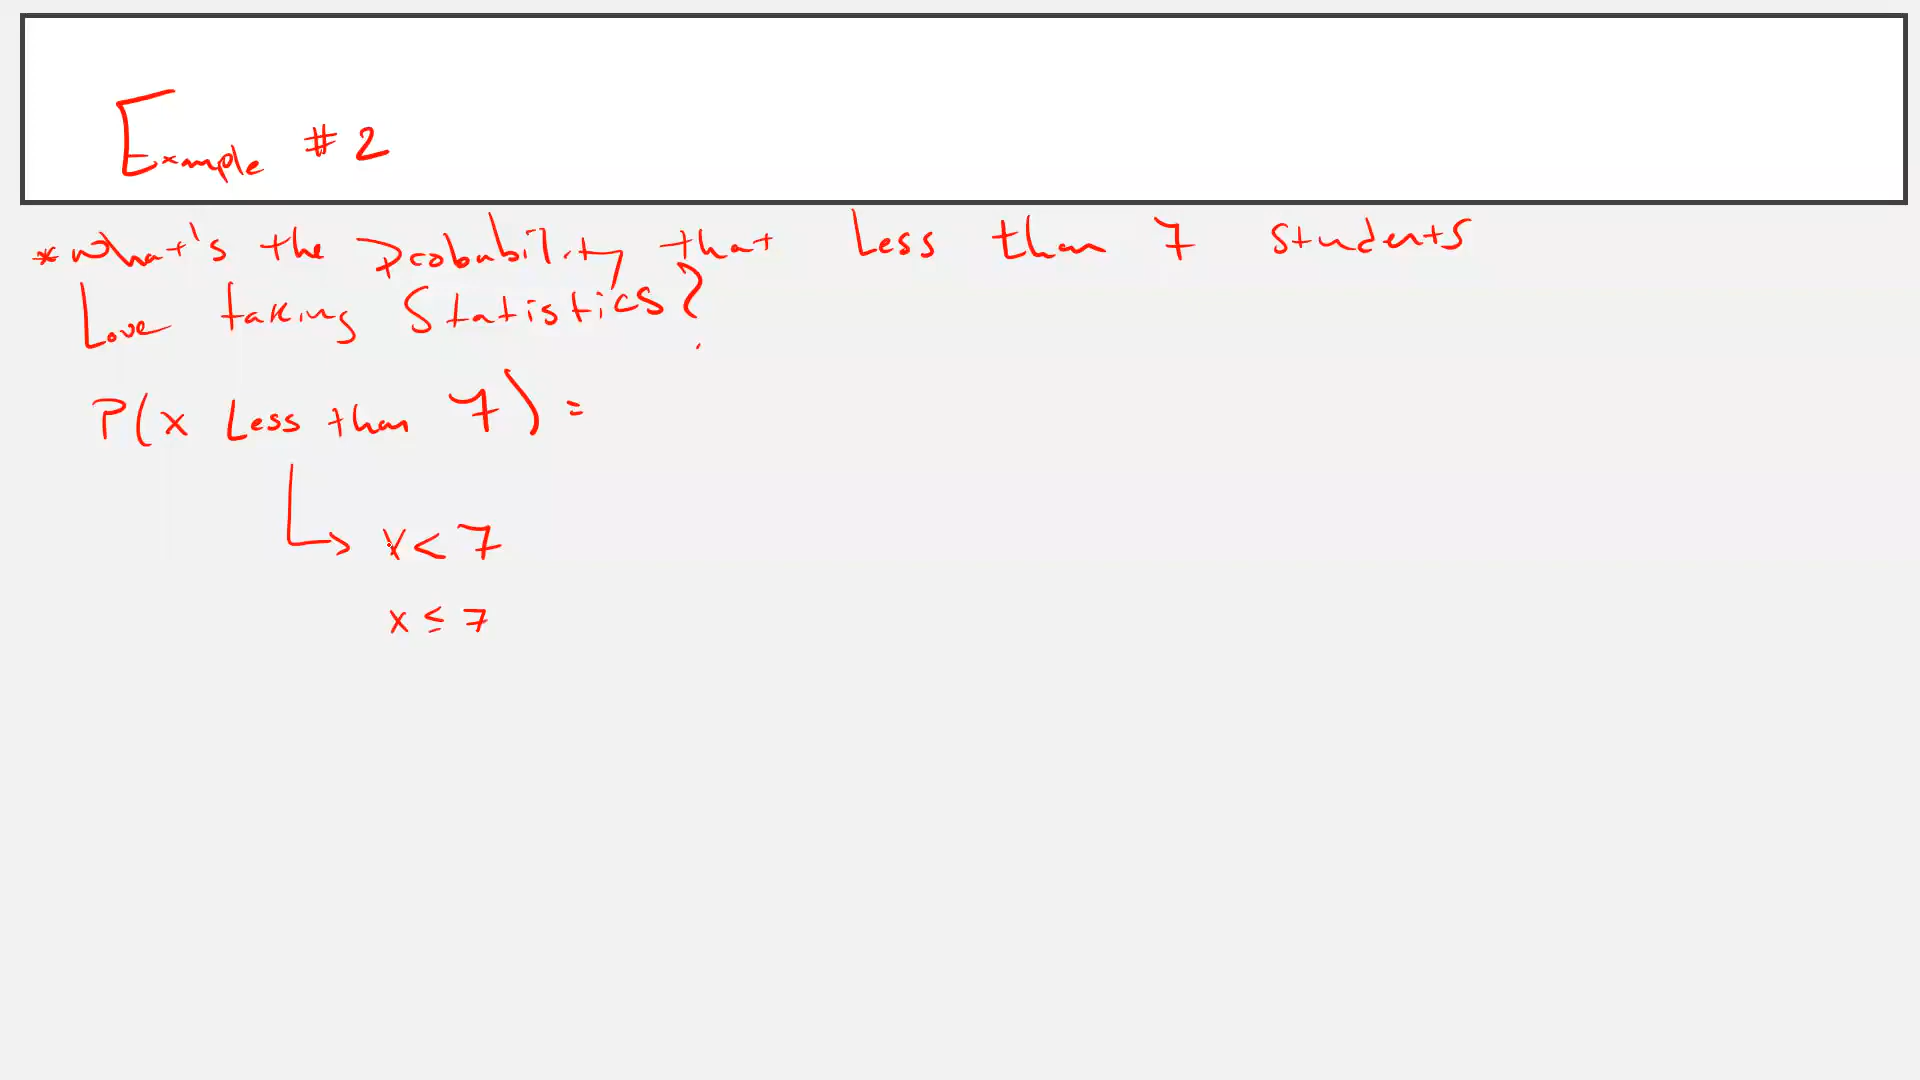 Example #2
*What's the Probability that Less than 7 students
Love taking Statistics?
P(x Less than 7) =
x < 7
x ≤ 7